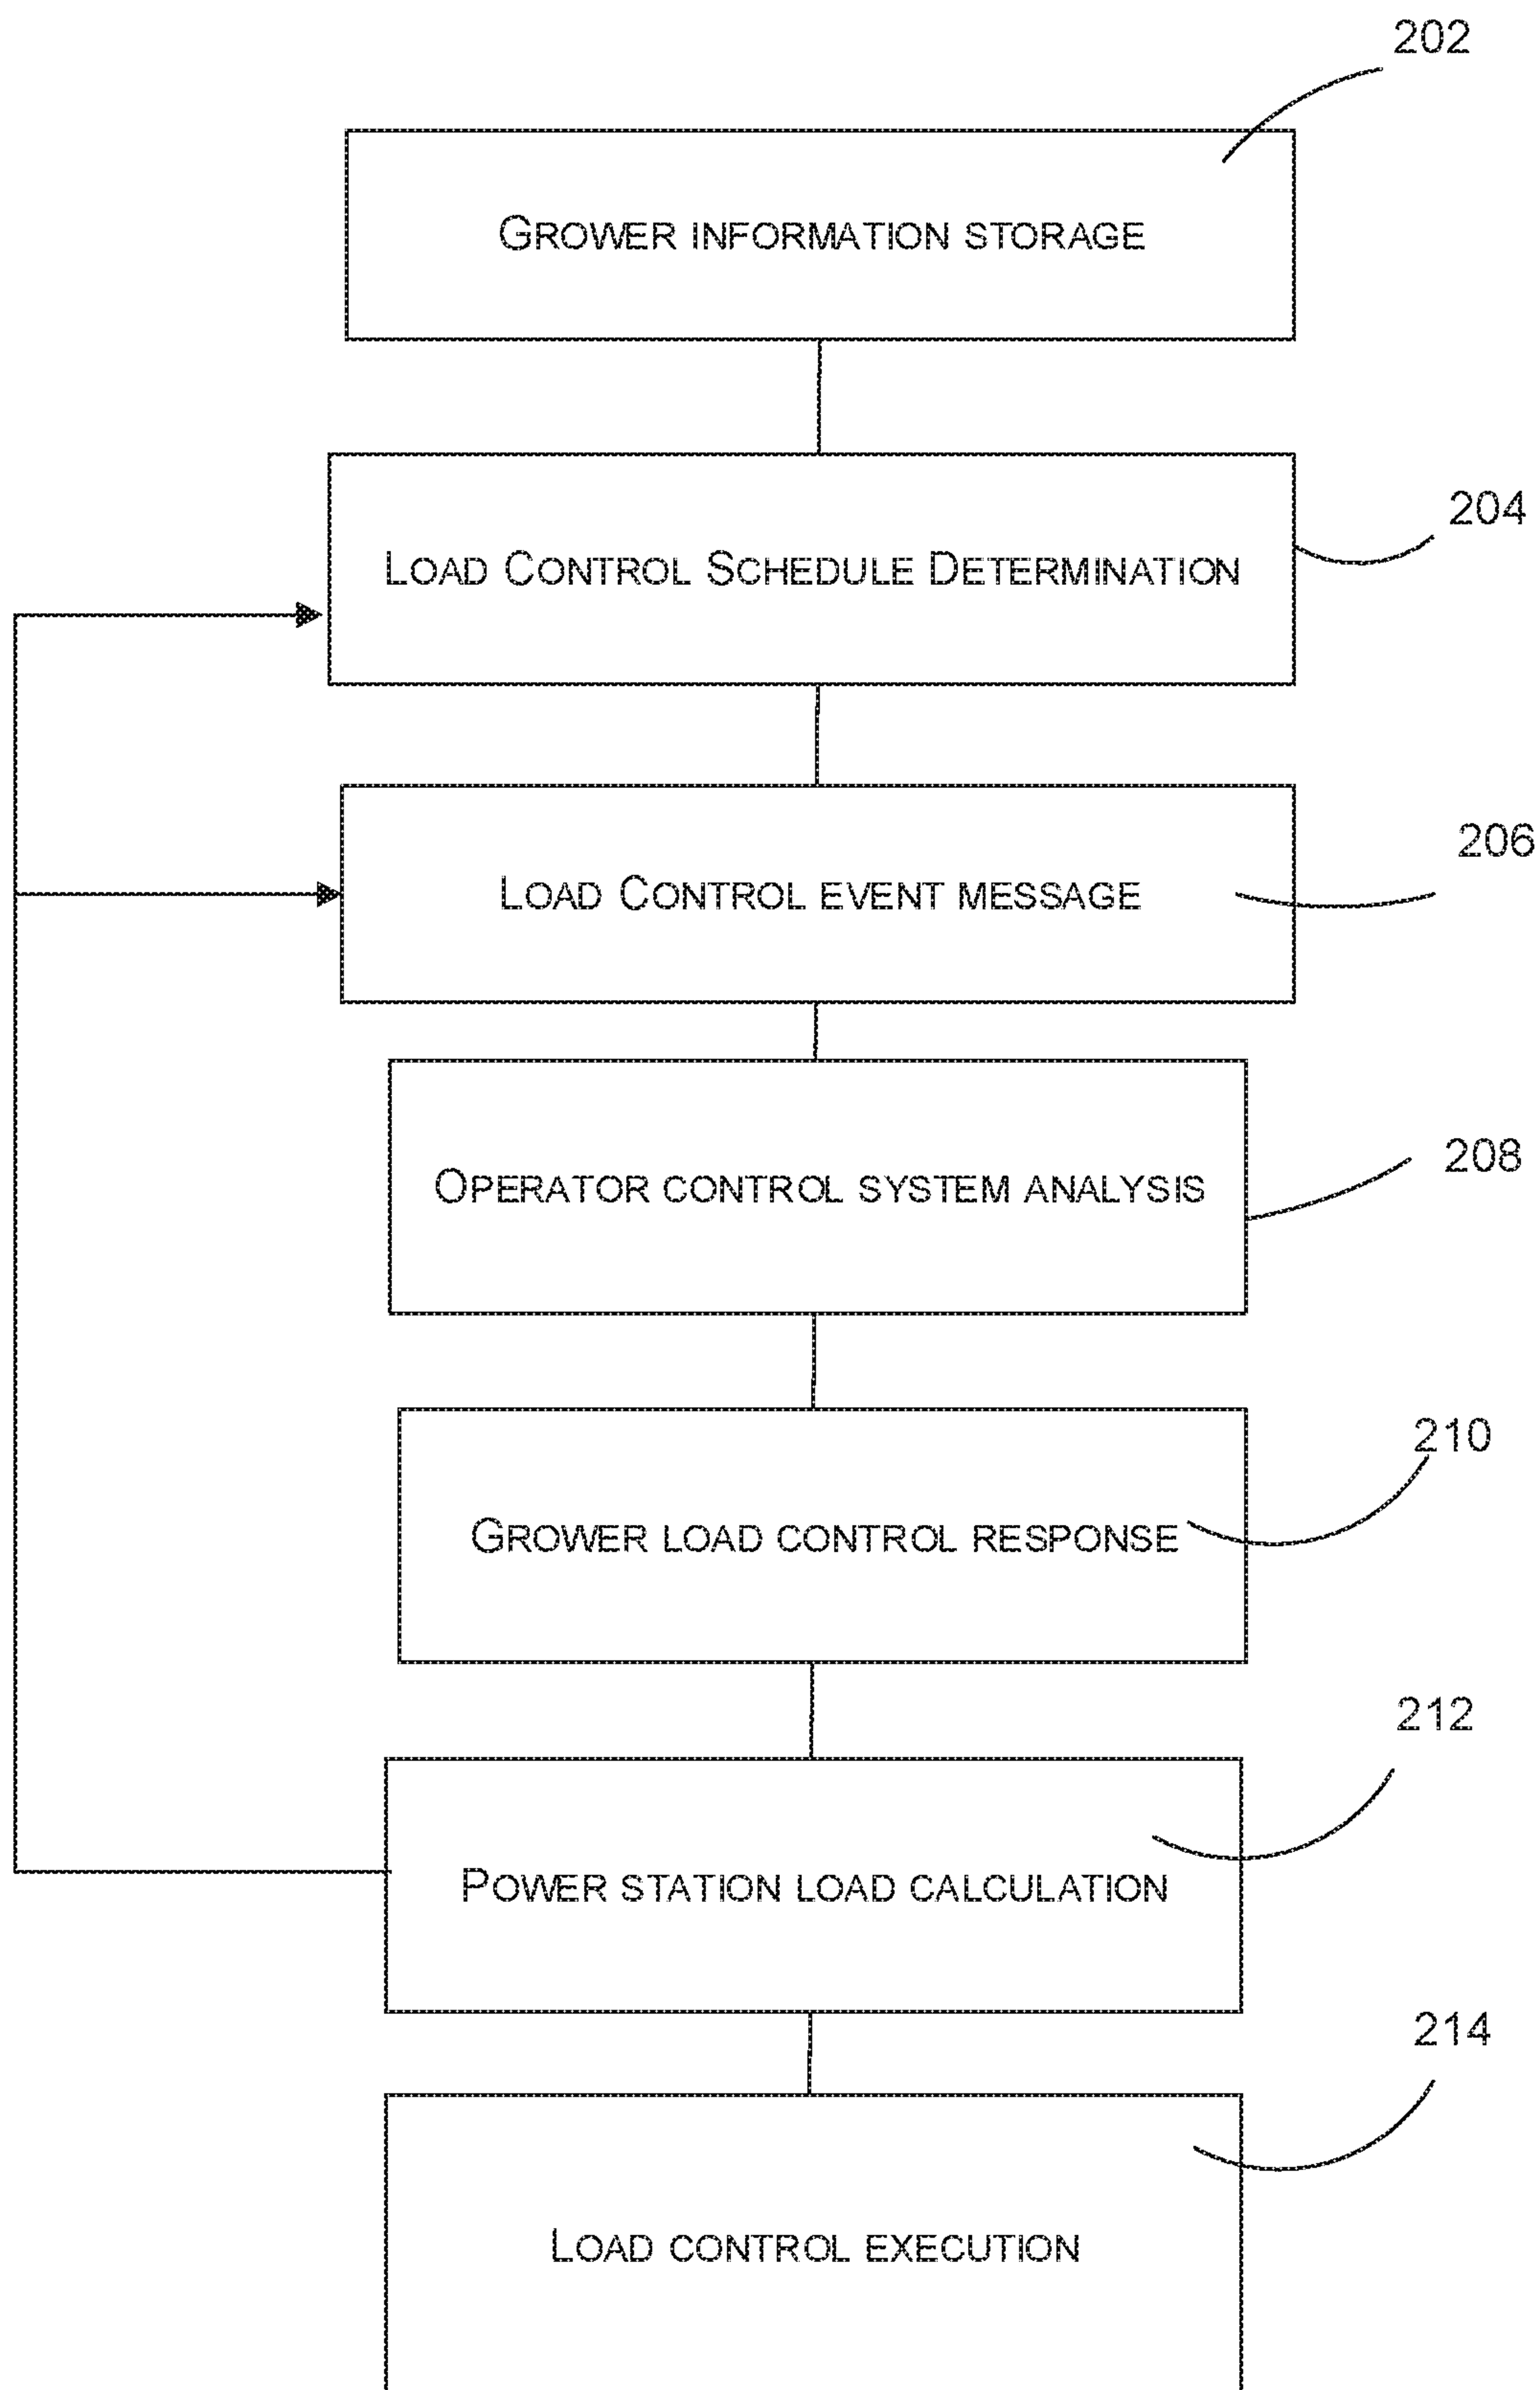 202
Grower information storage
Load Control Schedule Determination
204
Load Control event message
206
Operator control system analysis
208
Grower load control response
210
Power station load calculation
212
Load control execution
214